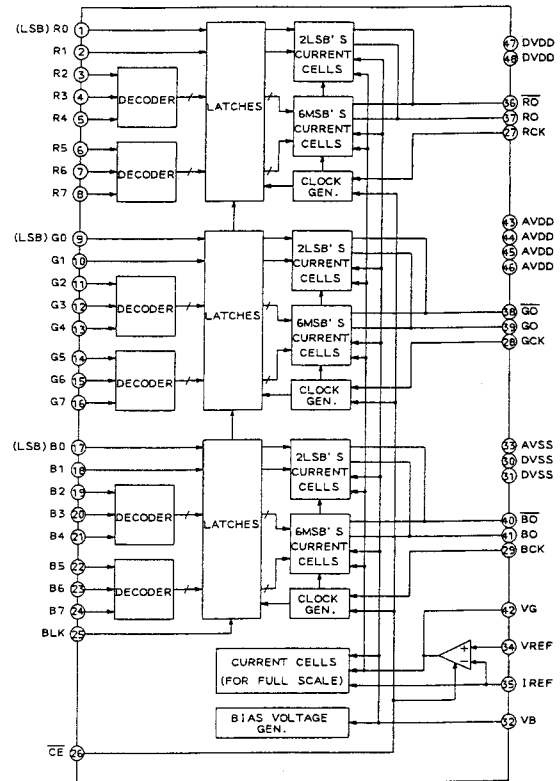 (LSB) R0 1
R1 2
R2 3
R3 4
R4 5
R5 6
R6 7
R7 8
DECODER
DECODER
LATCHES
2LSB'S
CURRENT
CELLS
6MSB'S
CURRENT
CELLS
CLOCK
GEN.
47 DVDD
48 DVDD
36 R̅O̅
37 RO
27 RCK
(LSB) G0 9
G1 10
G2 11
G3 12
G4 13
G5 14
G6 15
G7 16
DECODER
DECODER
LATCHES
2LSB'S
CURRENT
CELLS
6MSB'S
CURRENT
CELLS
CLOCK
GEN.
43 AVDD
44 AVDD
45 AVDD
46 AVDD
38 G̅O̅
39 GO
28 GCK
(LSB) B0 17
B1 18
B2 19
B3 20
B4 21
B5 22
B6 23
B7 24
BLK 25
DECODER
DECODER
LATCHES
2LSB'S
CURRENT
CELLS
6MSB'S
CURRENT
CELLS
CLOCK
GEN.
33 AVSS
30 DVSS
31 DVSS
40 B̅O̅
41 BO
29 BCK
42 VG
+
−
34 VREF
35 IREF
32 VB
CURRENT CELLS
(FOR FULL SCALE)
BIAS VOLTAGE
GEN.
C̅E̅ 26